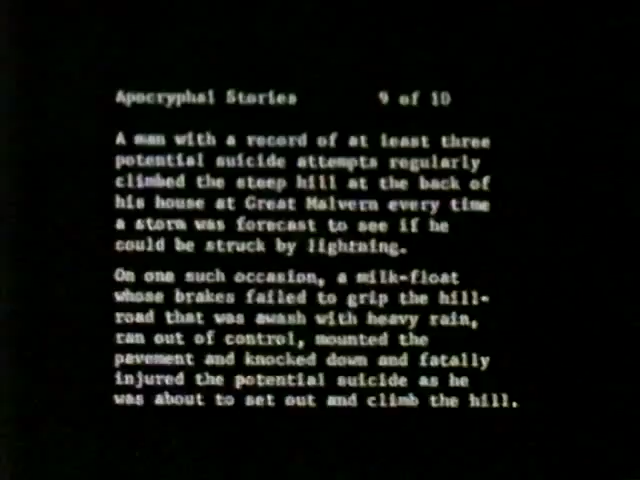 Apocryphal Stories 9 of 10
A man with a record of at least three
potential suicide attempts regularly
climbed the steep hill at the back of
his house at Great Malvern every time
a storm was forecast to see if he
could be struck by lightning.
On one such occasion, a milk-float
whose brakes failed to grip the hill-
road that was awash with heavy rain,
ran out of control, mounted the
pavement and knocked down and fatally
injured the potential suicide as he
was about to set out and climb the hill.